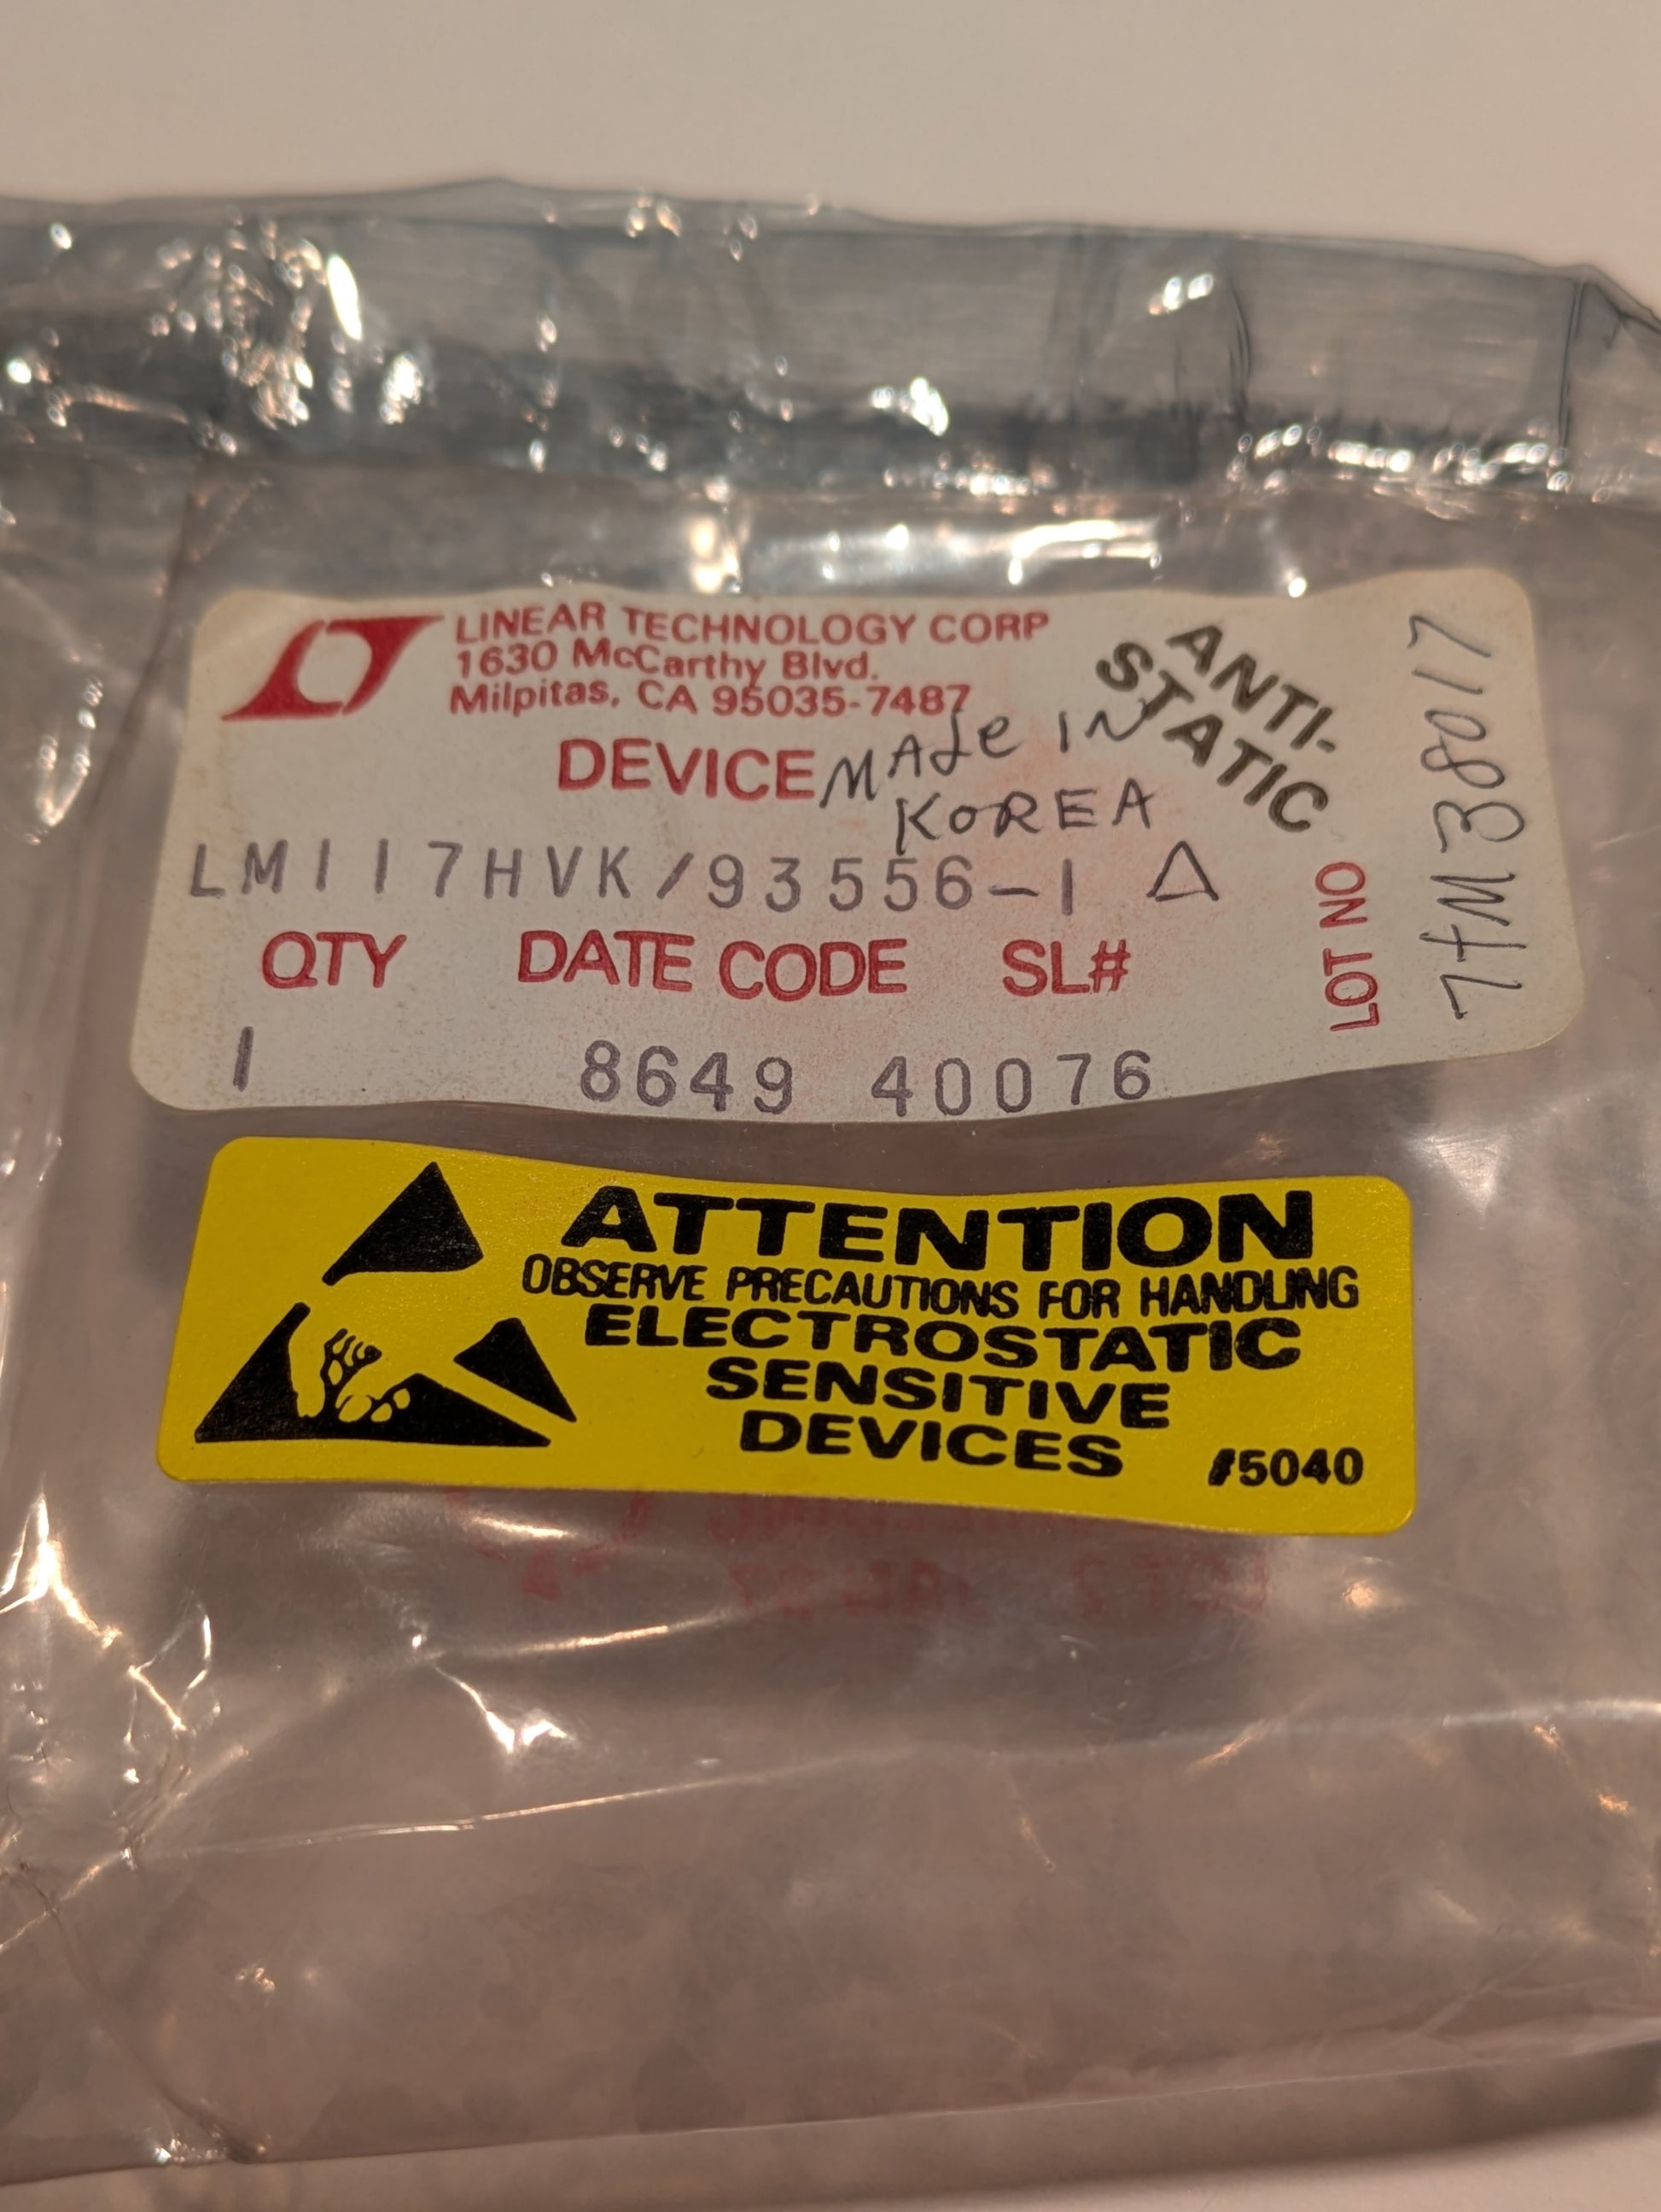 LINEAR TECHNOLOGY CORP
1630 McCarthy Blvd.
Milpitas, CA 95035-7487
ANTI-
STATIC
DEVICE MADE IN
KOREA
LM117HVK/93556-1 Δ
QTY DATE CODE SL#
1 8649 40076
LOT NO
7tM38017
ATTENTION
OBSERVE PRECAUTIONS FOR HANDLING
ELECTROSTATIC
SENSITIVE
DEVICES #5040